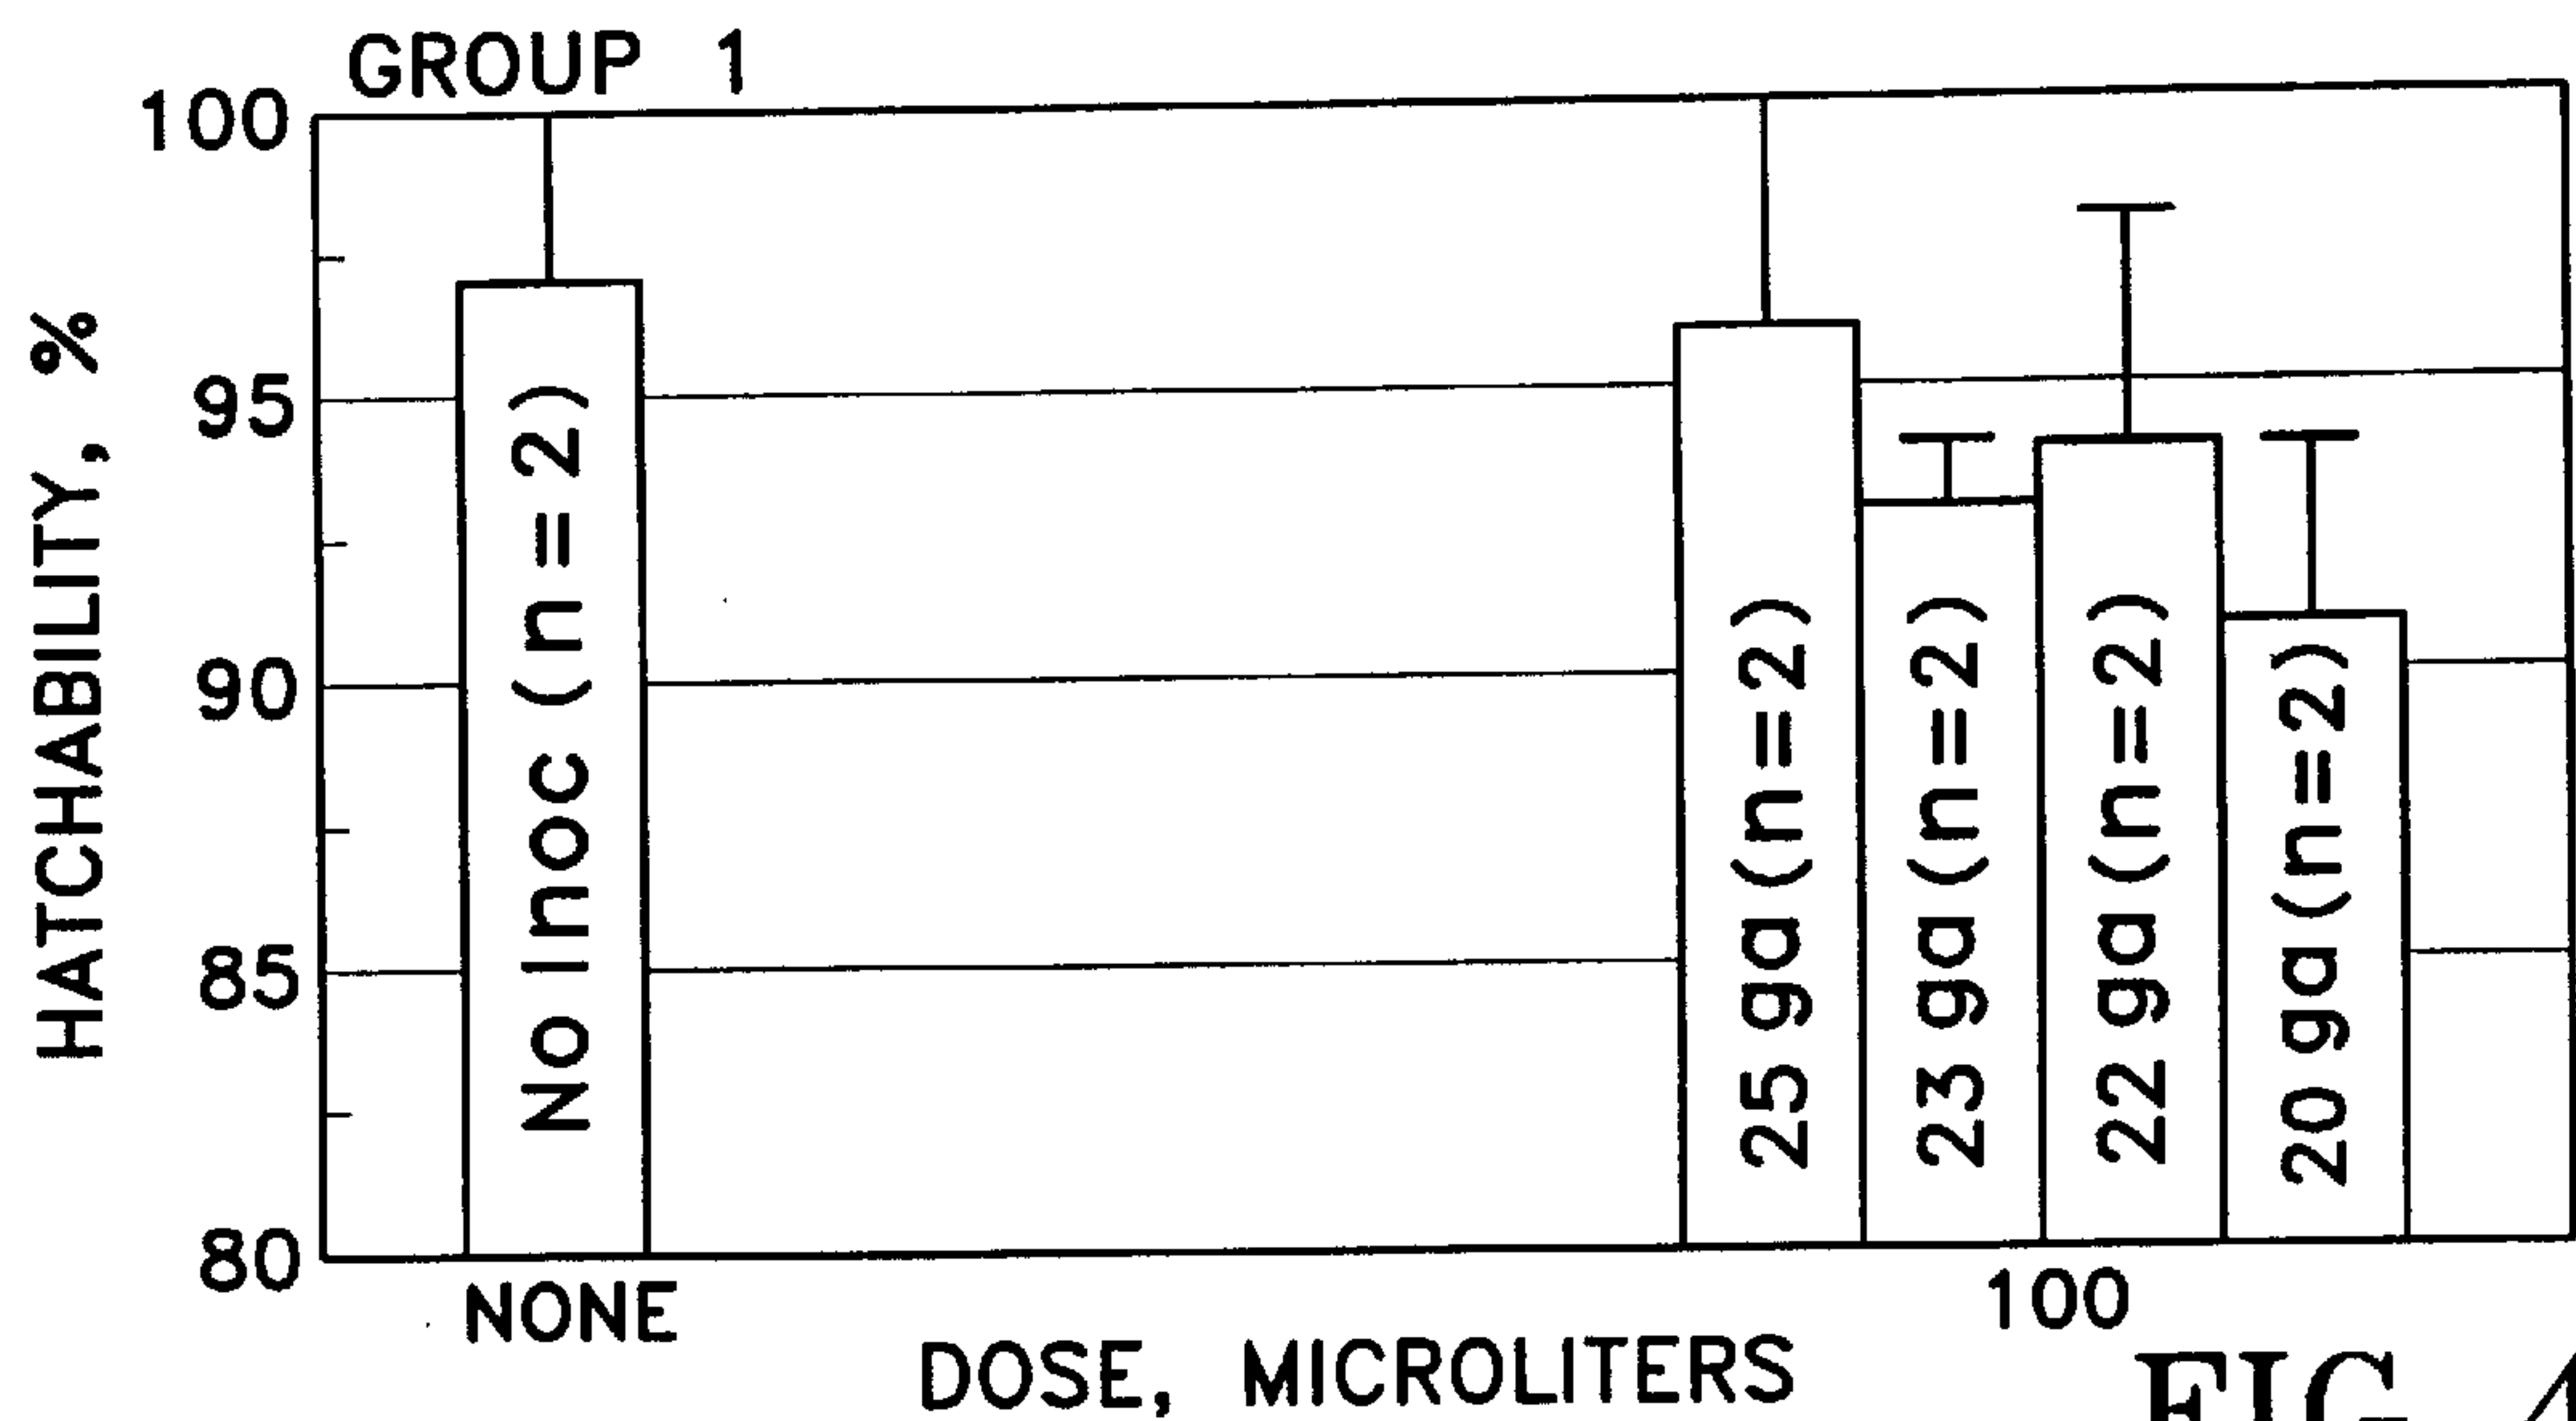 GROUP 1
100
95
90
85
80
HATCHABILITY, %
No Inoc (n=2)
25 ga (n=2)
23 ga (n=2)
22 ga (n=2)
20 ga (n=2)
NONE
100
DOSE, MICROLITERS
FIG.